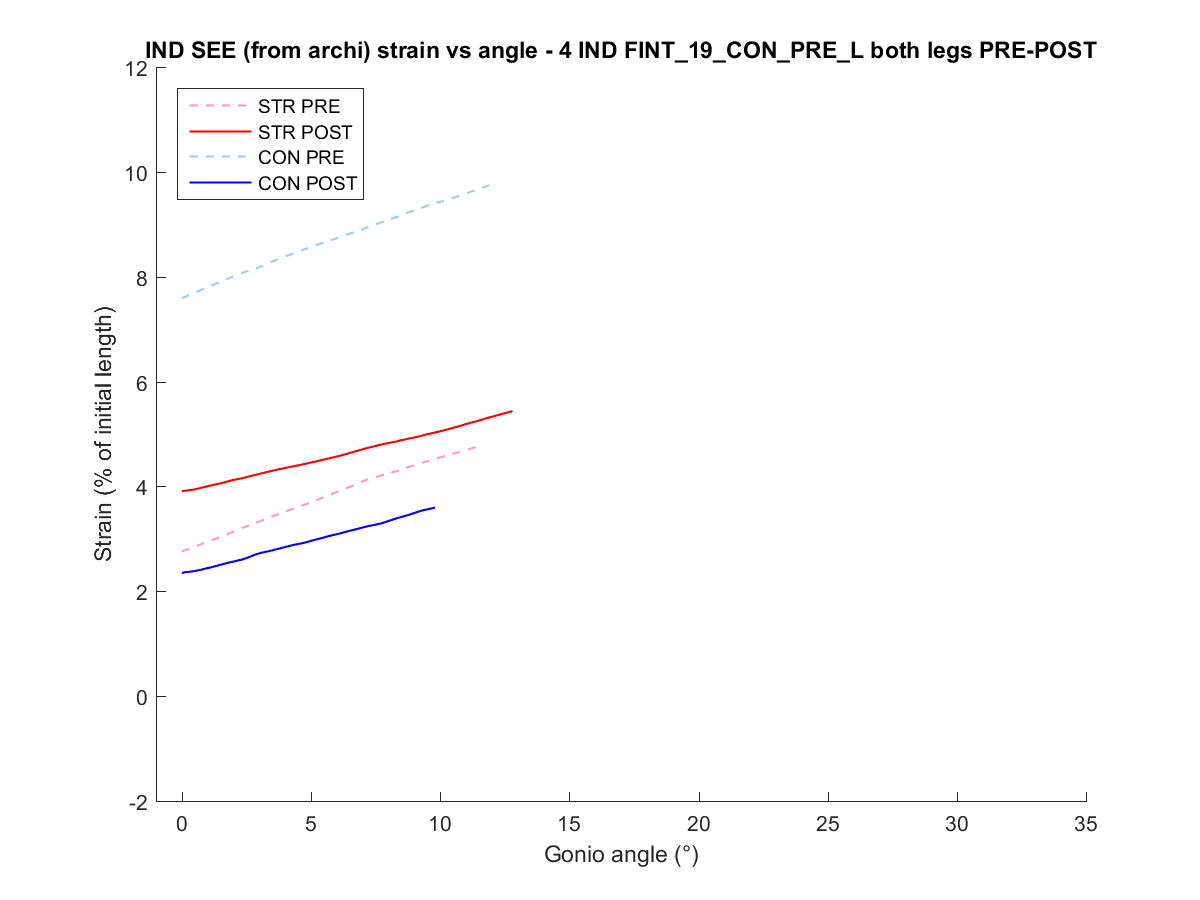 IND SEE (from archi) strain vs angle - 4 IND FINT_19_CON_PRE_L both legs PRE-POST
12
10
8
6
4
2
0
-2
STR PRE
STR POST
CON PRE
CON POST
Strain (% of initial length)
0 5 10 15 20 25 30 35
Gonio angle (°)